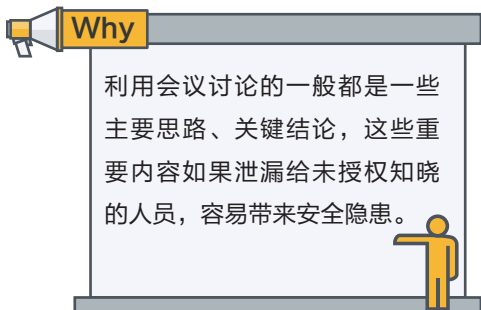 Why
利用会议讨论的一般都是一些
主要思路、关键结论，这些重
要内容如果泄漏给未授权知晓
的人员，容易带来安全隐患。